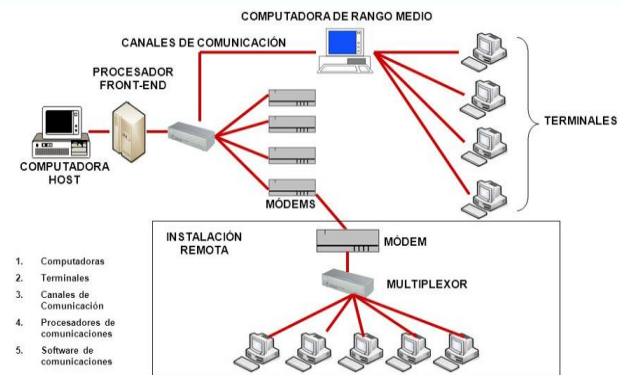 COMPUTADORA DE RANGO MEDIO
CANALES DE COMUNICACIÓN
PROCESADOR
FRONT-END
TERMINALES
COMPUTADORA
HOST
MÓDEMS
INSTALACIÓN
REMOTA
MÓDEM
MULTIPLEXOR
1. Computadoras
2. Terminales
3. Canales de
Comunicación
4. Procesadores de
comunicaciones
5. Software de
comunicaciones